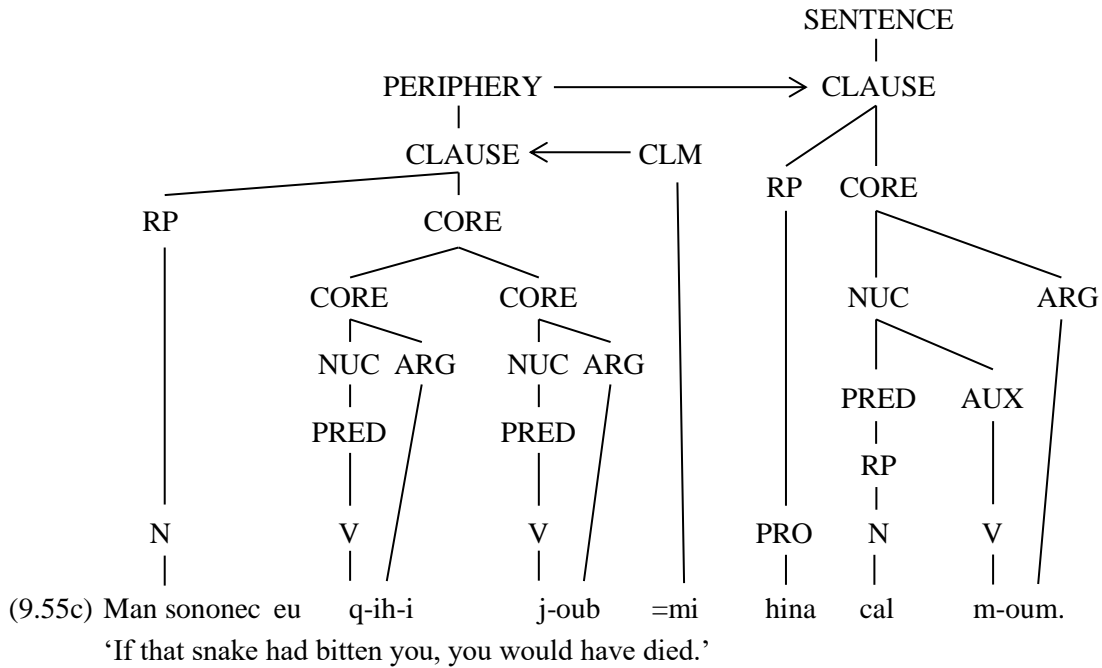 SENTENCE
PERIPHERY CLAUSE
CLAUSE CLM
RP CORE
RP CORE
CORE CORE NUC ARG
NUC ARG NUC ARG
PRED AUX
PRED PRED
RP
N V V PRO N V
(9.55c) Man sononec eu q-ih-i j-oub =mi hina cal m-oum.
‘If that snake had bitten you, you would have died.’